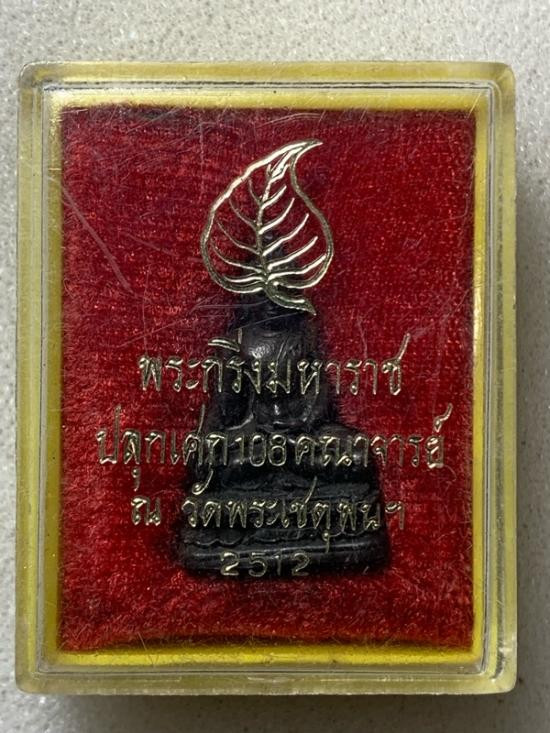 พระกริ่งมหาราช
ปลุกเศก108คณาจารย์
ณ วัดพระเชตุพนฯ
2512